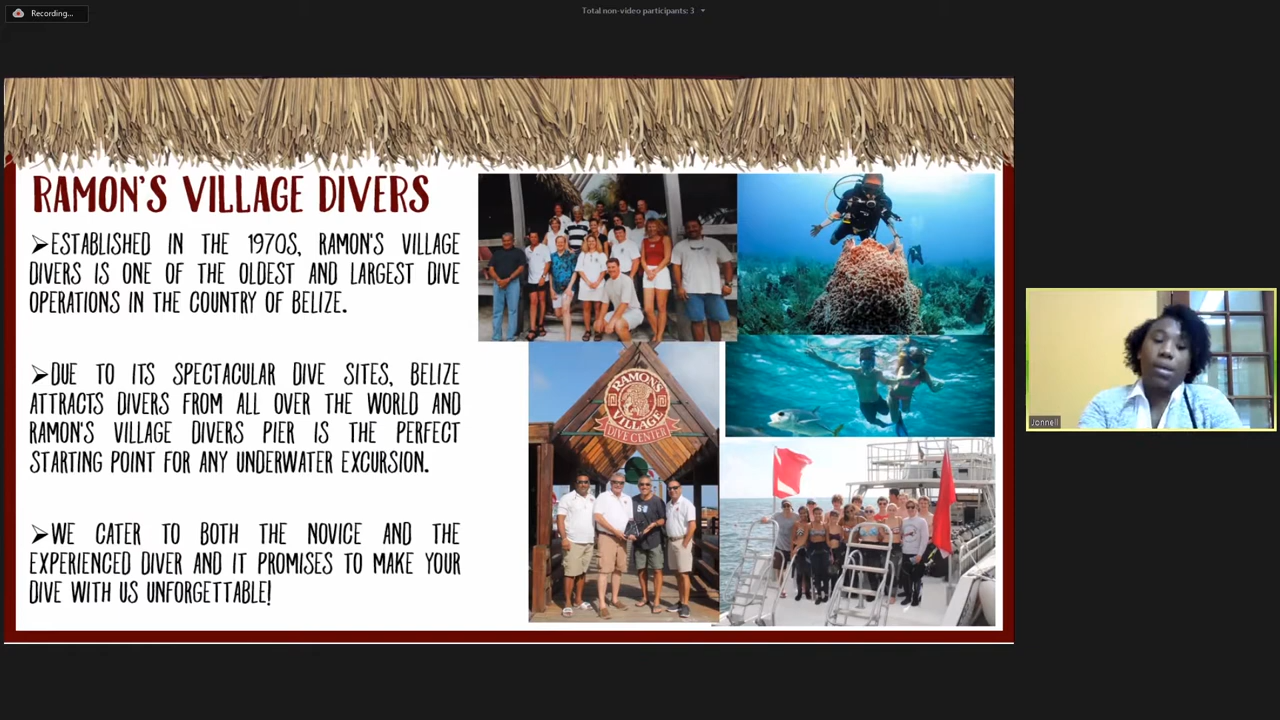 Recording...
Total non-video participants: 3
RAMON'S VILLAGE DIVERS
➢ESTABLISHED IN THE 1970S, RAMON'S VILLAGE
DIVERS IS ONE OF THE OLDEST AND LARGEST DIVE
OPERATIONS IN THE COUNTRY OF BELIZE.
➢DUE TO ITS SPECTACULAR DIVE SITES, BELIZE
ATTRACTS DIVERS FROM ALL OVER THE WORLD AND
RAMON'S VILLAGE DIVERS PIER IS THE PERFECT
STARTING POINT FOR ANY UNDERWATER EXCURSION.
➢WE CATER TO BOTH THE NOVICE AND THE
EXPERIENCED DIVER AND IT PROMISES TO MAKE YOUR
DIVE WITH US UNFORGETTABLE!
RAMON'S
VILLAGE
DIVE CENTER
Jonnell